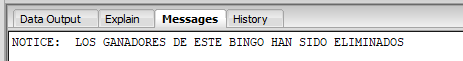 Data Output Explain Messages History
NOTICE:  LOS GANADORES DE ESTE BINGO HAN SIDO ELIMINADOS